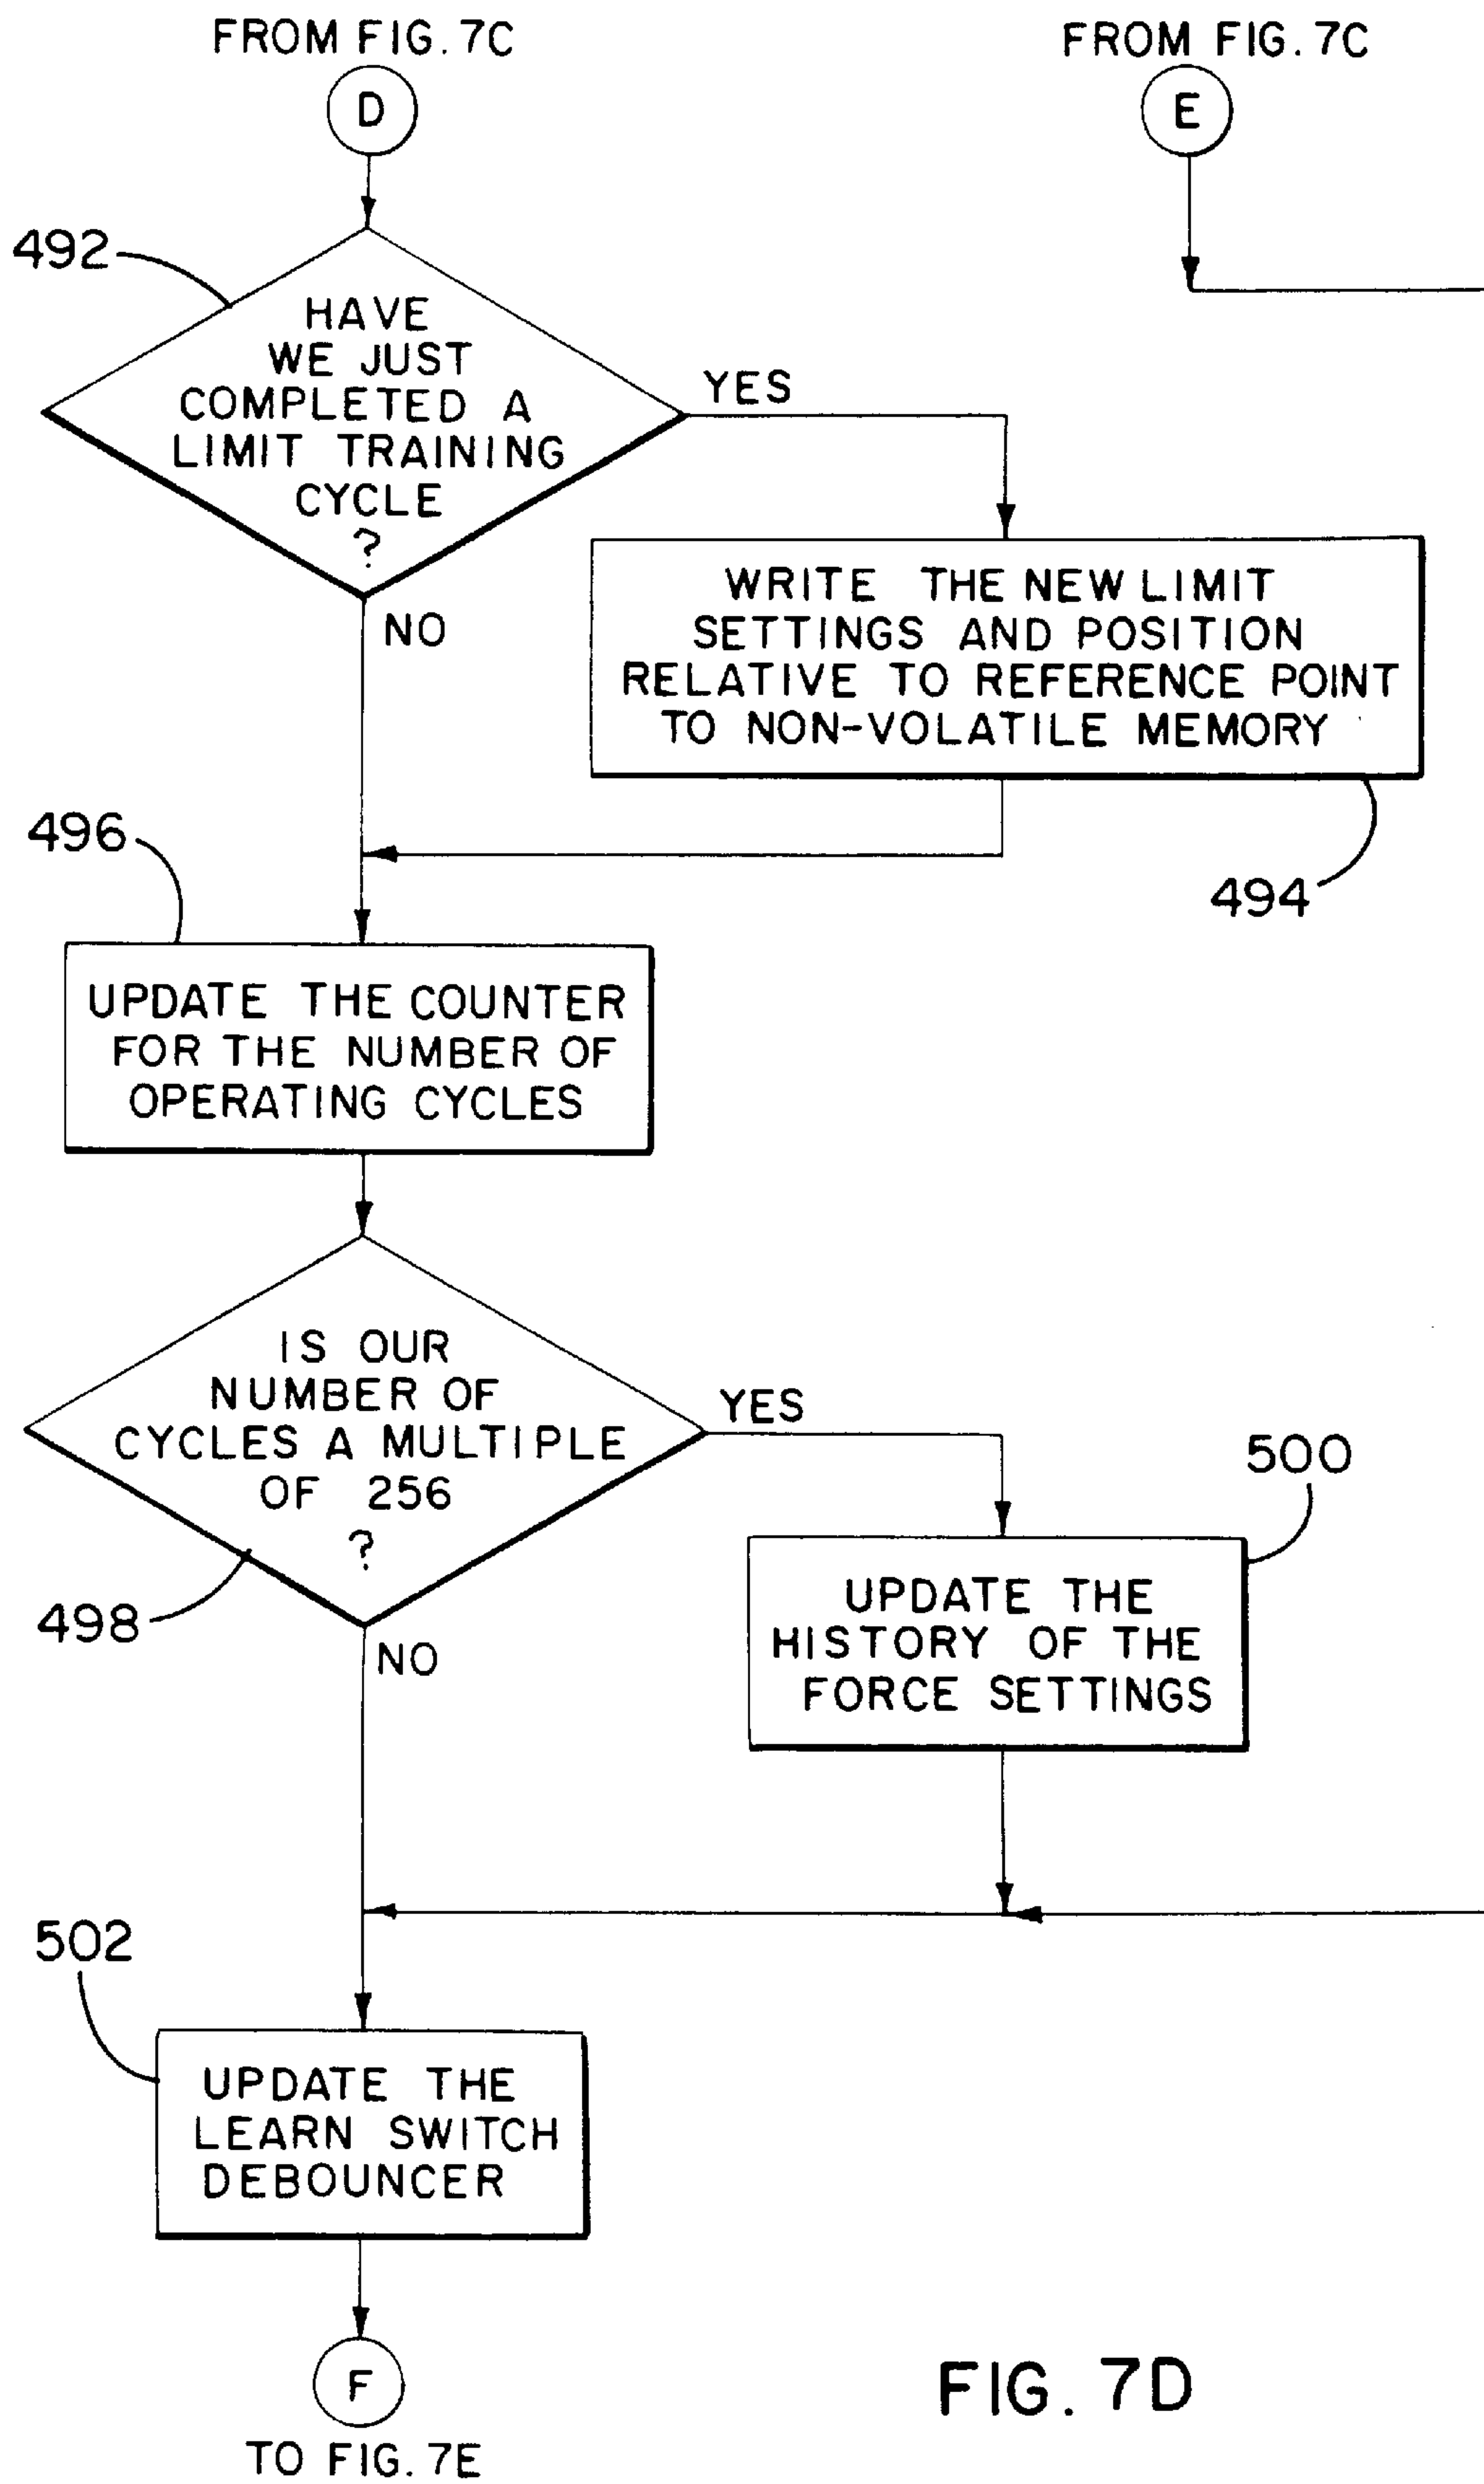 FROM FIG. 7C
D
FROM FIG. 7C
E
492
HAVE
WE JUST
COMPLETED A
LIMIT TRAINING
CYCLE
?
YES
NO
WRITE THE NEW LIMIT
SETTINGS AND POSITION
RELATIVE TO REFERENCE POINT
TO NON-VOLATILE MEMORY
494
496
UPDATE THE COUNTER
FOR THE NUMBER OF
OPERATING CYCLES
IS OUR
NUMBER OF
CYCLES A MULTIPLE
OF 256
?
YES
NO
498
500
UPDATE THE
HISTORY OF THE
FORCE SETTINGS
502
UPDATE THE
LEARN SWITCH
DEBOUNCER
F
TO FIG. 7E
FIG. 7D